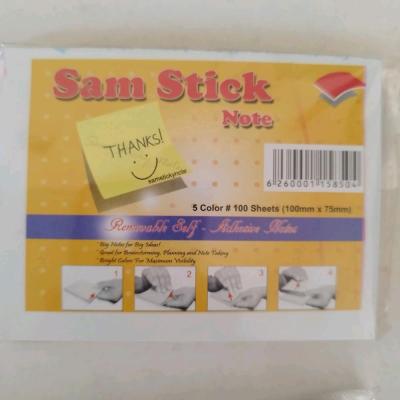 Sam Stick
Note
THANKS!
#samstickynote
6 260001 158504
5 Color # 100 Sheets (100mm x 75mm)
Removable Self - Adhesive Notes
*Big Notes for Big Ideas!
*Great for Brainstorming, Planning and Note Taking
*Bright Color For Maximum Visibility
1
2
3
4